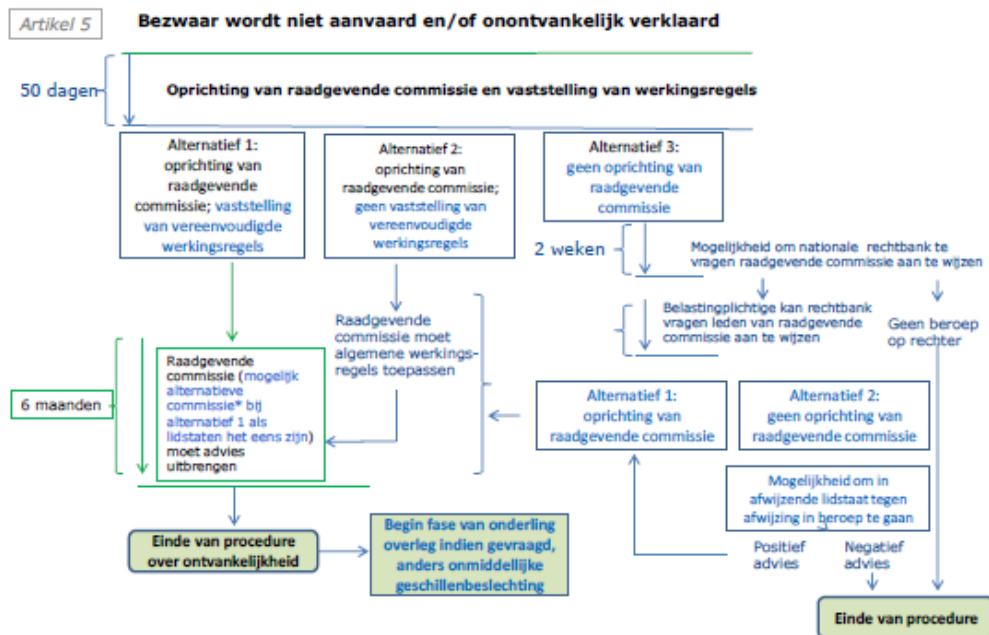 Artikel 5
Bezwaar wordt niet aanvaard en/of onontvankelijk verklaard
50 dagen
Oprichting van raadgevende commissie en vaststelling van werkingsregels
Alternatief 1:
oprichting van
raadgevende
commissie; vaststelling
van vereenvoudigde
werkingsregels
Alternatief 2:
oprichting van
raadgevende commissie;
geen vaststelling van
vereenvoudigde
werkingsregels
Alternatief 3:
geen oprichting van
raadgevende
commissie
2 weken
Mogelijkheid om nationale rechtbank te
vragen raadgevende commissie aan te wijzen
Raadgevende
commissie moet
algemene werkings-
regels toepassen
Belastingplichtige kan rechtbank
vragen leden van raadgevende
commissie aan te wijzen
Geen beroep
op rechter
6 maanden
Raadgevende
commissie (mogelijk
alternatieve
commissie* bij
alternatief 1 als
lidstaten het eens zijn)
moet advies
uitbrengen
Alternatief 1:
oprichting van
raadgevende commissie
Alternatief 2:
geen oprichting van
raadgevende commissie
Mogelijkheid om in
afwijzende lidstaat tegen
afwijzing in beroep te gaan
Positief
advies
Negatief
advies
Einde van procedure
over ontvankelijkheid
Begin fase van onderling
overleg indien gevraagd,
anders onmiddellijke
geschillenbeslechting
Einde van procedure